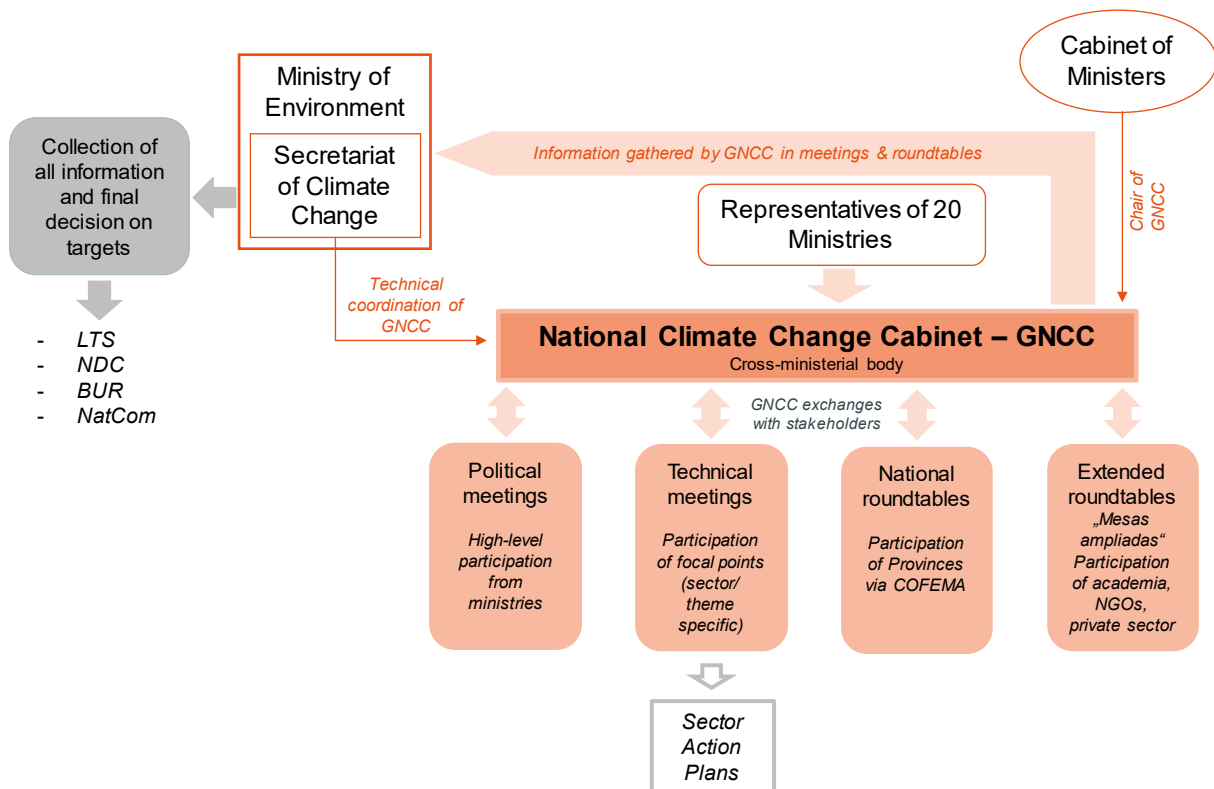 Cabinet of
Ministers
Ministry of
Environment
Secretariat
of Climate
Change
Collection of
all information
and final
decision on
targets
Information gathered by GNCC in meetings & roundtables
Representatives of 20
Ministries
Chair of
GNCC
Technical
coordination of
GNCC
- LTS
- NDC
- BUR
- NatCom
National Climate Change Cabinet – GNCC
Cross-ministerial body
GNCC exchanges
with stakeholders
Political
meetings
High-level
participation
from
ministries
Technical
meetings
Participation
of focal points
(sector/
theme
specific)
National
roundtables
Participation
of Provinces
via COFEMA
Extended
roundtables
„Mesas
ampliadas“
Participation
of academia,
NGOs,
private sector
Sector
Action
Plans